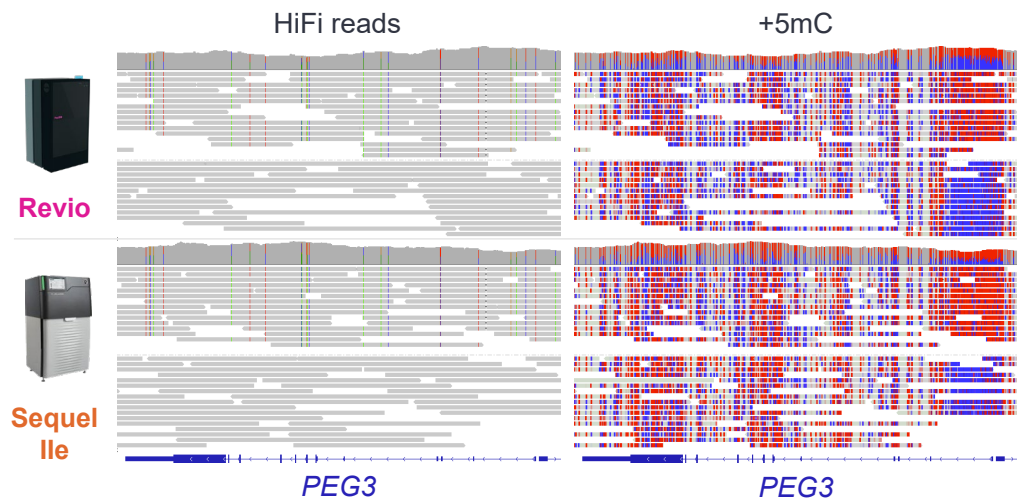 HiFi reads
+5mC
Revio
Sequel
IIe
PEG3
PEG3